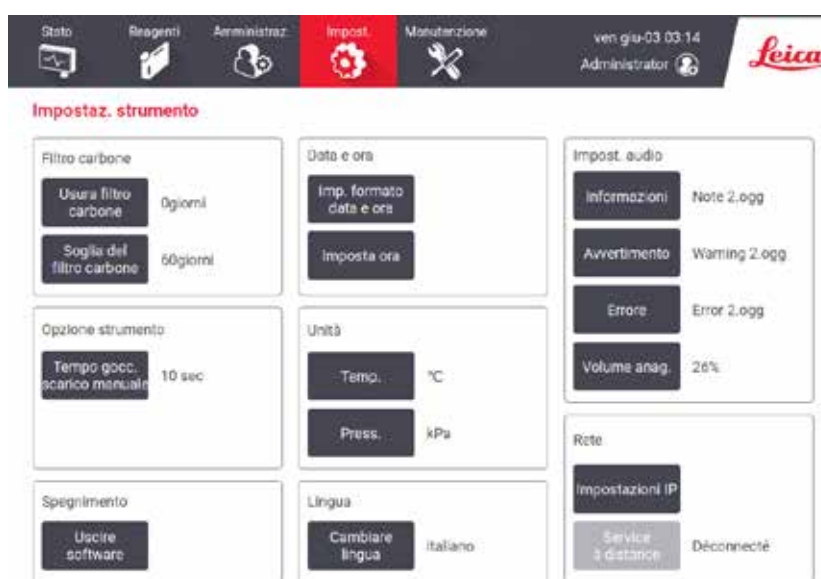 Stato
Reagenti
Amministraz.
Impost.
Manutenzione
ven giu-03 03:14
Administrator
Leica
Impostaz. strumento
Filtro carbone
Usura filtro
carbone
0giorni
Soglia del
filtro carbone
60giorni
Data e ora
Imp. formato
data e ora
Imposta ora
Impost. audio
Informazioni
Note 2.ogg
Avvertimento
Warning 2.ogg
Errore
Error 2.ogg
Volume anag.
26%
Opzione strumento
Tempo gocc.
scarico manuale
10 sec
Unità
Temp.
°C
Press.
kPa
Rete
Impostazioni IP
Service
à distance
Déconnecté
Spegnimento
Uscire
software
Lingua
Cambiare
lingua
Italiano